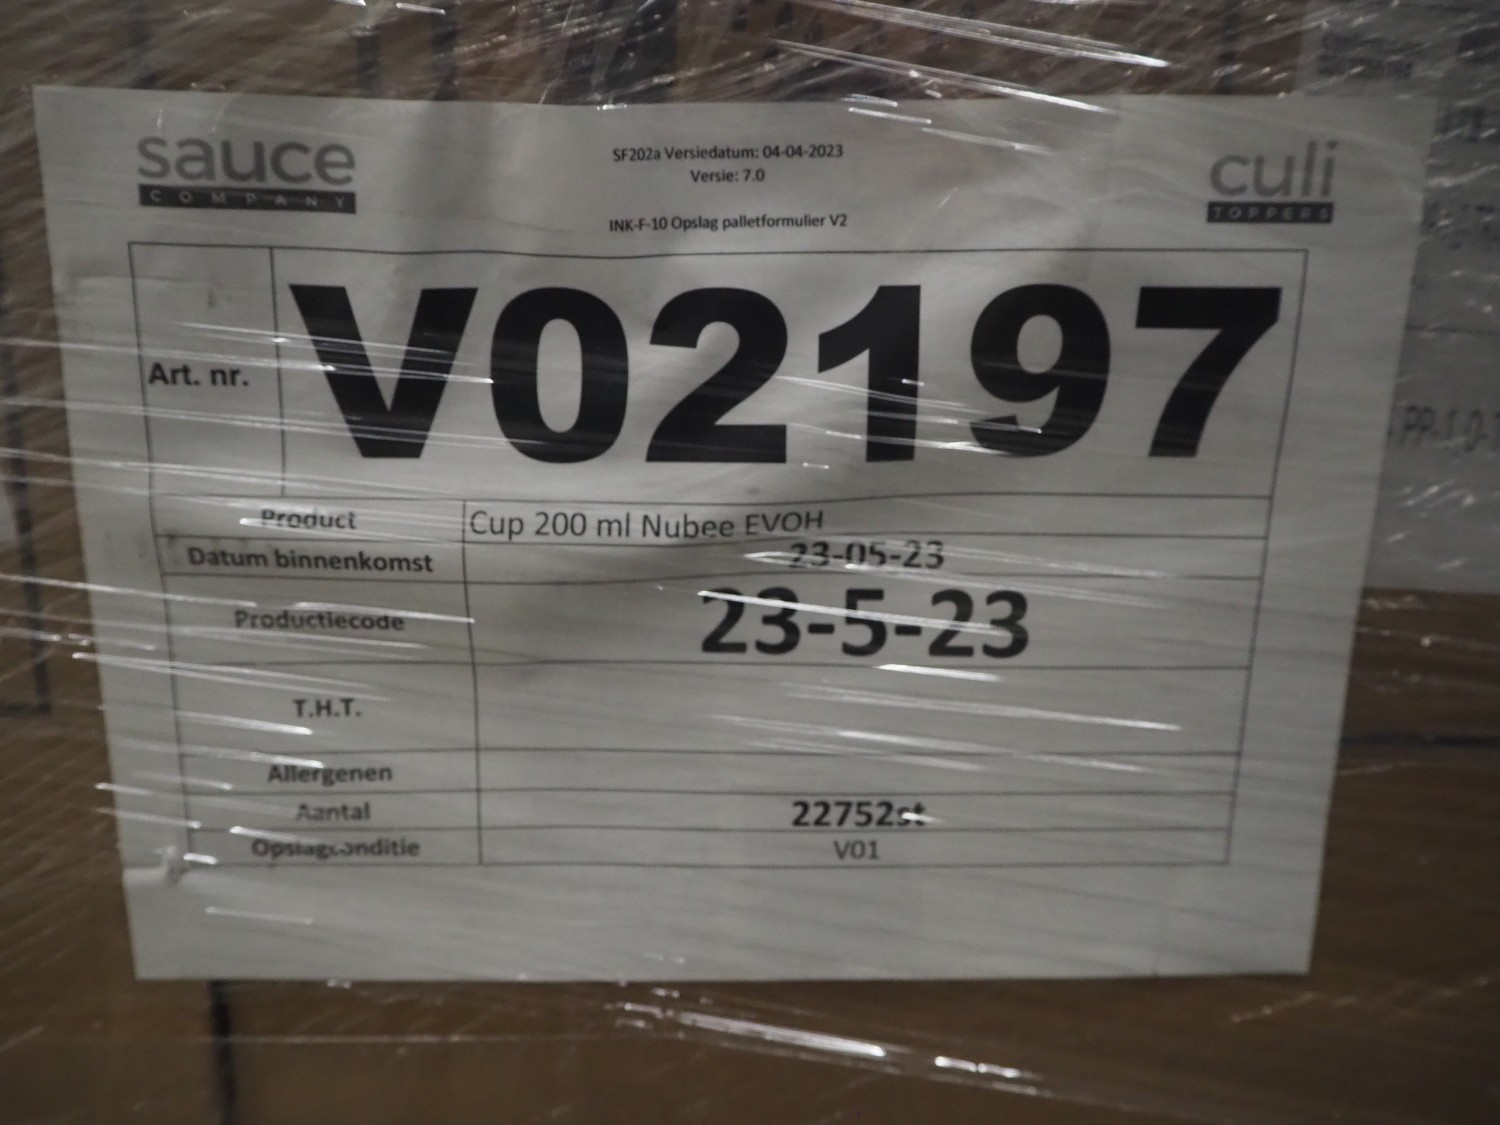 sauce
COMPANY
SF202a Versiedatum: 04-04-2023
Versie: 7.0
INK-F-10 Opslag palletformulier V2
culi
TOPPERS
Art. nr. V02197
Product Cup 200 ml Nubee EVOH
Datum binnenkomst 23-05-23
Productiecode 23-5-23
T.H.T.
Allergenen
Aantal 22752st
Opslagconditie V01